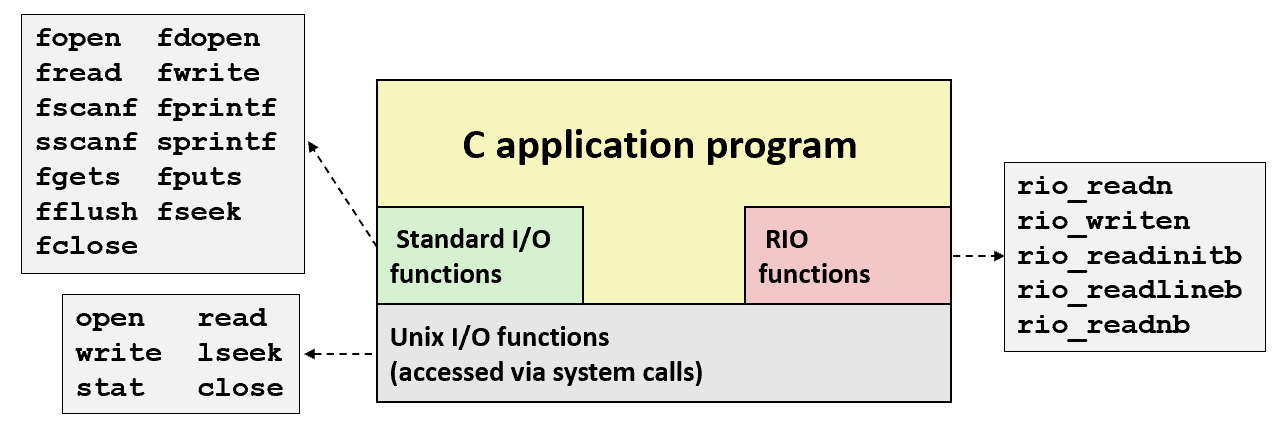 fopen fdopen
fread fwrite
fscanf fprintf
sscanf sprintf
fgets fputs
fflush fseek
fclose
C application program
Standard I/O
functions
RIO
functions
rio_readn
rio_writen
rio_readinitb
rio_readlineb
rio_readnb
open read
write lseek
stat close
Unix I/O functions
(accessed via system calls)